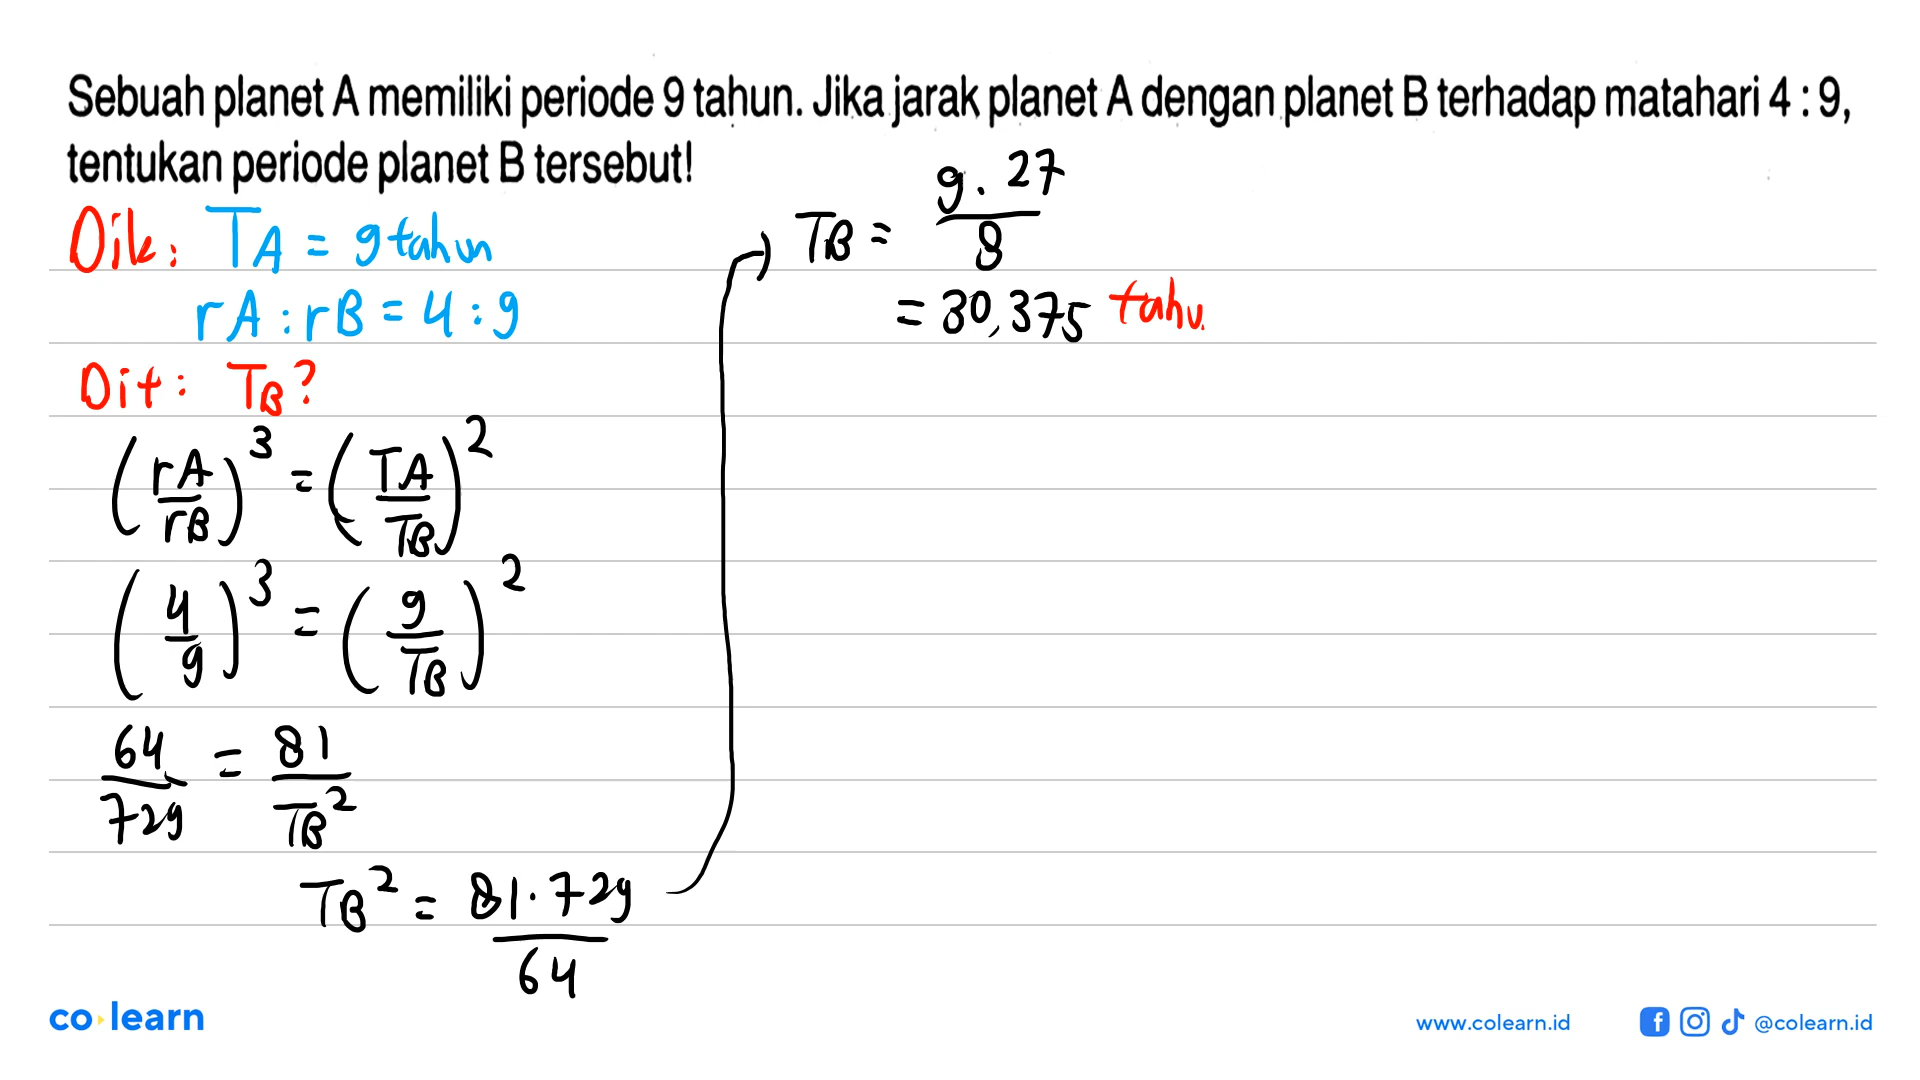 Sebuah planet A memiliki periode 9 tahun. Jika jarak planet A dengan planet B terhadap matahari 4 : 9,
tentukan periode planet B tersebut!
Dik: TA = 9 tahun
rA : rB = 4 : 9
Dit: TB?
(rA/rB)^3 = (TA/TB)^2
(4/9)^3 = (9/TB)^2
64/729 = 81/TB^2
TB^2 = 81.729/64
TB = 9.27/8
= 30,375 tahu
co learn
www.colearn.id
@colearn.id